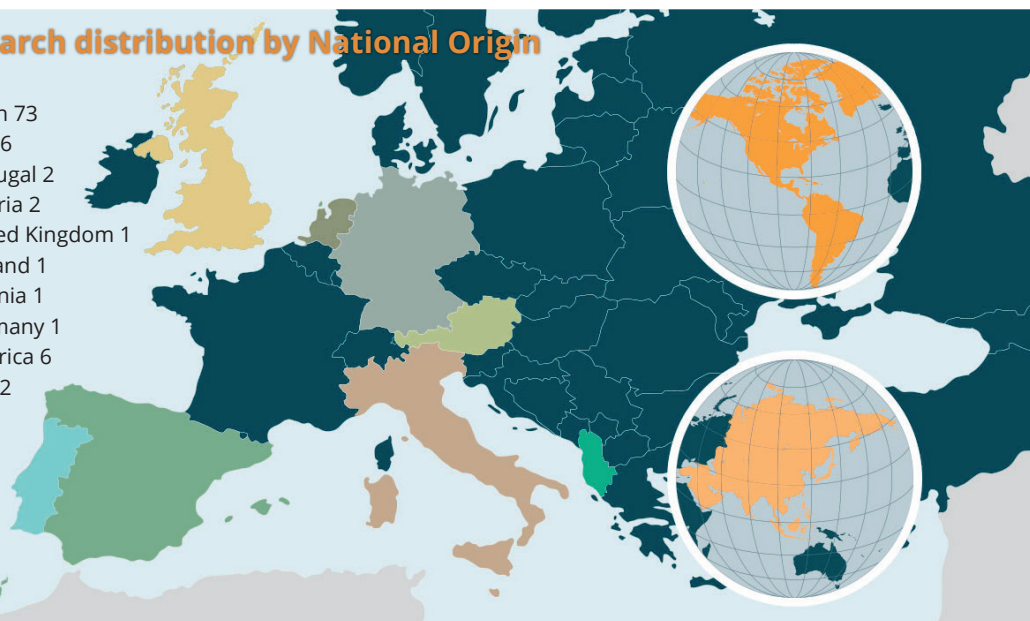 arch distribution by National Origin
n 73
6
ugal 2
ria 2
ed Kingdom 1
and 1
nia 1
many 1
rica 6
2